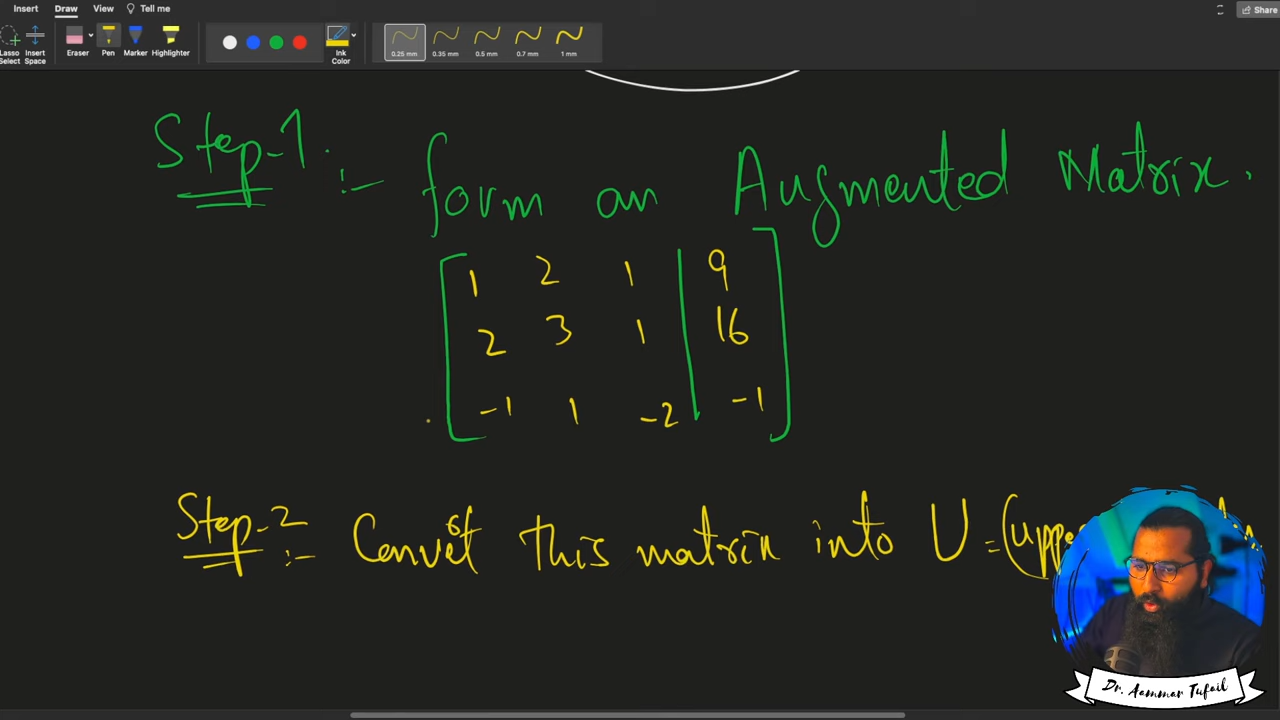 Insert Draw View Tell me
Share
Lasso Select Insert Space Eraser Pen Marker Highlighter Ink Color 0.25 mm 0.35 mm 0.5 mm 0.7 mm 1 mm
Step-1 :- form an Augmented Matrix.
1 2 1 9
2 3 1 16
-1 1 -2 -1
Step-2 :- Convert this matrix into U = (uppe
Dr. Aammar Tufail